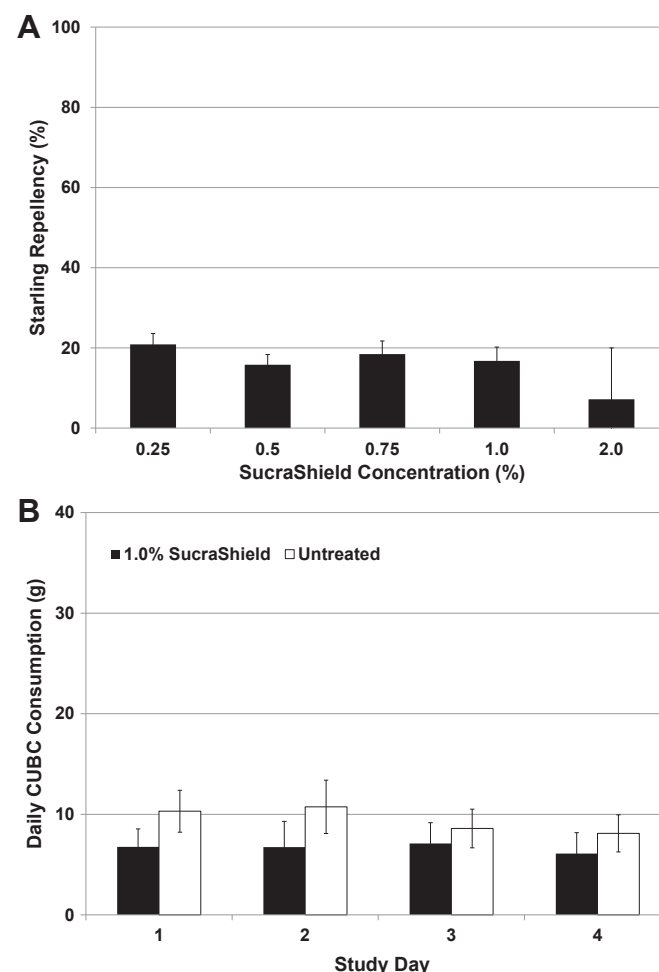 A
Starling Repellency (%)
100
80
60
40
20
0
0.25 0.5 0.75 1.0 2.0
SucraShield Concentration (%)
B
Daily CUBC Consumption (g)
40
30
20
10
0
1.0% SucraShield Untreated
1 2 3 4
Study Day